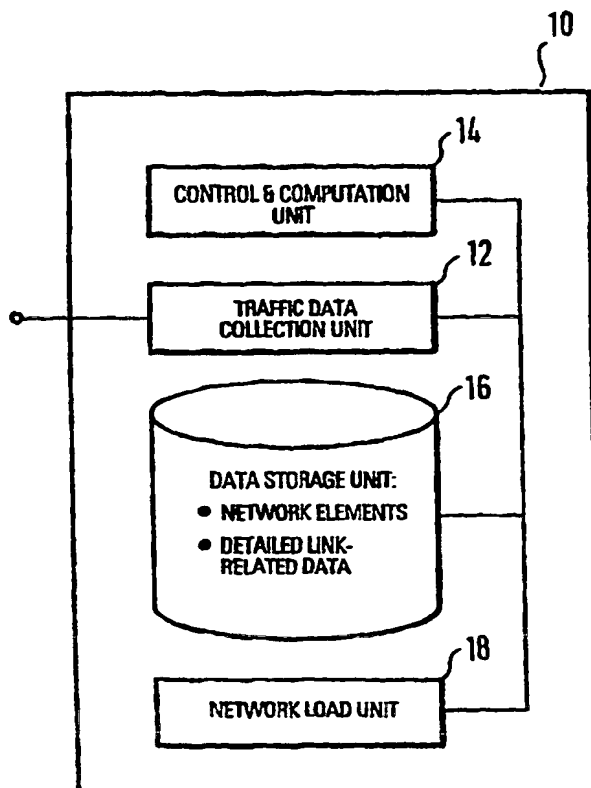 10
14
CONTROL & COMPUTATION
UNIT
12
TRAFFIC DATA
COLLECTION UNIT
16
DATA STORAGE UNIT:
● NETWORK ELEMENTS
● DETAILED LINK-
RELATED DATA
18
NETWORK LOAD UNIT